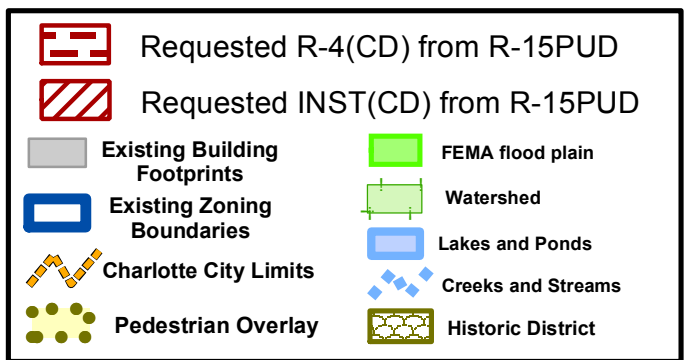 Requested R-4(CD) from R-15PUD
Requested INST(CD) from R-15PUD
Existing Building
Footprints
Existing Zoning
Boundaries
Charlotte City Limits
Pedestrian Overlay
FEMA flood plain
Watershed
Lakes and Ponds
Creeks and Streams
Historic District